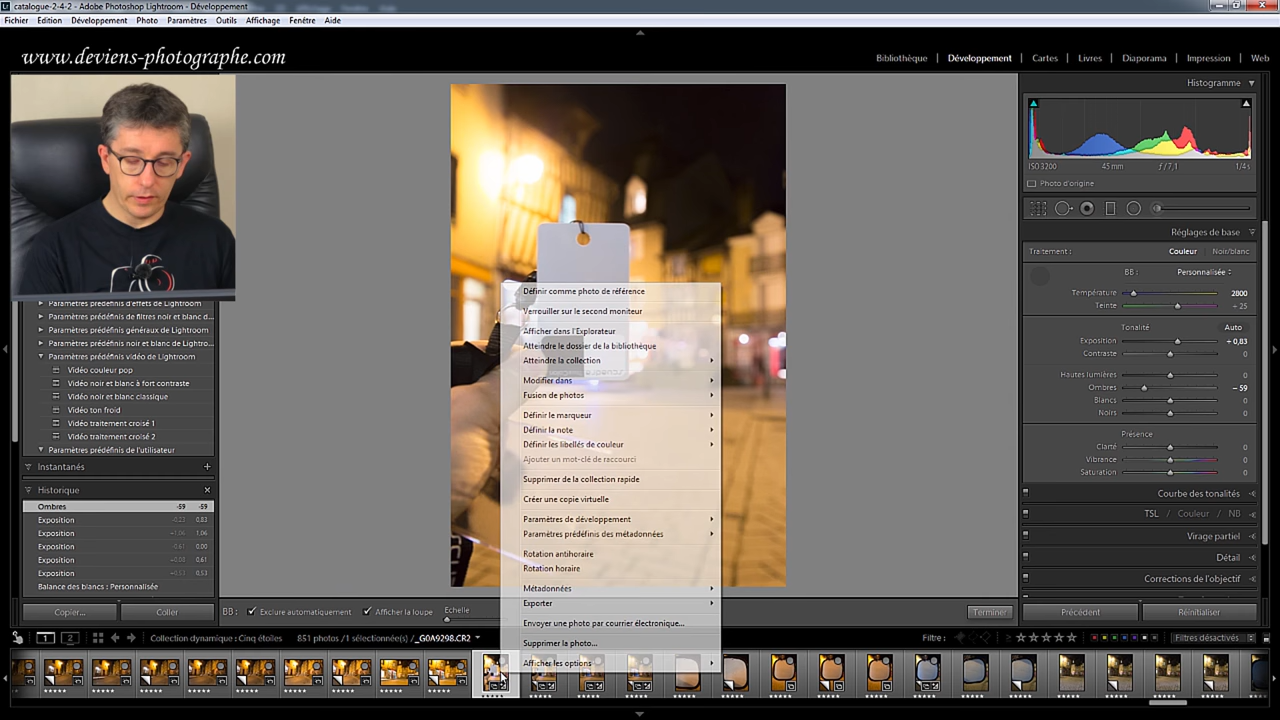 catalogue-2-4-2 - Adobe Photoshop Lightroom - Développement
Fichier Edition Développement Photo Paramètres Outils Affichage Fenêtre Aide
www.deviens-photographe.com
Bibliothèque | Développement | Cartes | Livres | Diaporama | Impression | Web
Histogramme
ISO 3200 45 mm ƒ / 7,1 1/4 s
Photo d'origine
Réglages de base
Traitement : Couleur Noir/blanc
BB : Personnalisée
Température 2800
Teinte + 25
Tonalité Auto
Exposition + 0,83
Contraste 0
Hautes lumières 0
Ombres − 59
Blancs 0
Noirs 0
Présence
Clarté 0
Vibrance 0
Saturation 0
Courbe des tonalités
TSL / Couleur / NB
Virage partiel
Détail
Corrections de l'objectif
Précédent Réinitialiser
Paramètres prédéfinis d'effets de Lightroom
Paramètres prédéfinis de filtres noir et blanc d...
Paramètres prédéfinis généraux de Lightroom
Paramètres prédéfinis noir et blanc de Lightro...
Paramètres prédéfinis vidéo de Lightroom
Vidéo couleur pop
Vidéo noir et blanc à fort contraste
Vidéo noir et blanc classique
Vidéo ton froid
Vidéo traitement croisé 1
Vidéo traitement croisé 2
Paramètres prédéfinis de l'utilisateur
Instantanés
Historique
Ombres -59 -59
Exposition -0,23 0,83
Exposition +1,06 1,06
Exposition -0,61 0,00
Exposition +0,08 0,61
Exposition +0,53 0,53
Balance des blancs : Personnalisée
Copier... Coller
Définir comme photo de référence
Verrouiller sur le second moniteur
Afficher dans l'Explorateur
Atteindre le dossier de la bibliothèque
Atteindre la collection
Modifier dans
Fusion de photos
Définir le marqueur
Définir la note
Définir les libellés de couleur
Ajouter un mot-clé de raccourci
Supprimer de la collection rapide
Créer une copie virtuelle
Paramètres de développement
Paramètres prédéfinis des métadonnées
Rotation antihoraire
Rotation horaire
Métadonnées
Exporter
Envoyer une photo par courrier électronique...
Supprimer la photo...
Afficher les options
BB : Exclure automatiquement Afficher la loupe Echelle
Terminer
1 2 Collection dynamique : Cinq étoiles 851 photos /1 sélectionnée(s) /_G0A9298.CR2
Filtre : Filtres désactivés